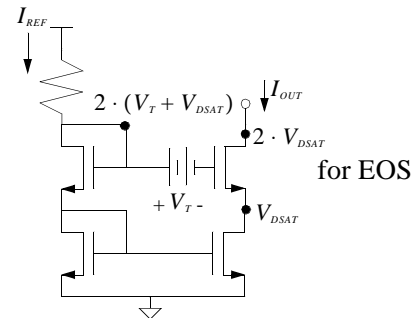 I_REF
2 · (V_T + V_DSAT)
I_OUT
2 · V_DSAT
for EOS
+ V_T -
V_DSAT